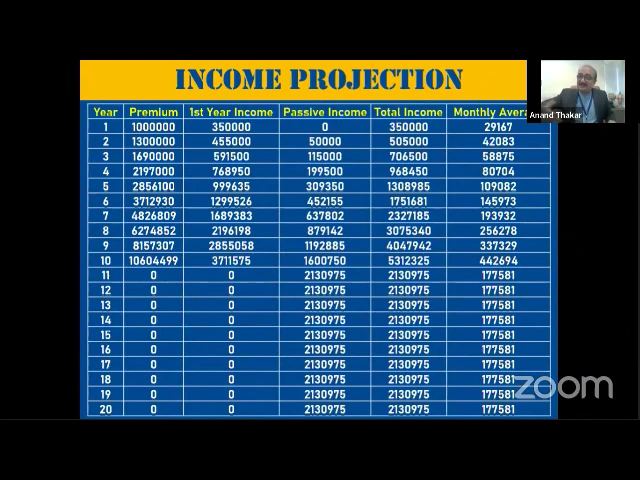 INCOME PROJECTION
Year Premium 1st Year Income Passive Income Total Income Monthly
1 1000000 350000 0 350000 29167
2 1300000 455000 50000 505000 42083
3 1690000 591500 115000 706500 58875
4 2197000 768950 199500 968450 80704
5 2856100 999635 309350 1308985 109082
6 3712930 1299526 452155 1751681 145973
7 4826809 1689383 637802 2327185 193932
8 6274852 2196198 879142 3075340 256278
9 8157307 2855058 1192885 4047942 337329
10 10604499 3711575 1600750 5312325 442694
11 0 0 2130975 2130975 177581
12 0 0 2130975 2130975 177581
13 0 0 2130975 2130975 177581
14 0 0 2130975 2130975 177581
15 0 0 2130975 2130975 177581
16 0 0 2130975 2130975 177581
17 0 0 2130975 2130975 177581
18 0 0 2130975 2130975 177581
19 0 0 2130975 2130975 177581
20 0 0 2130975 2130975 177581
Anand Thakar
zoom